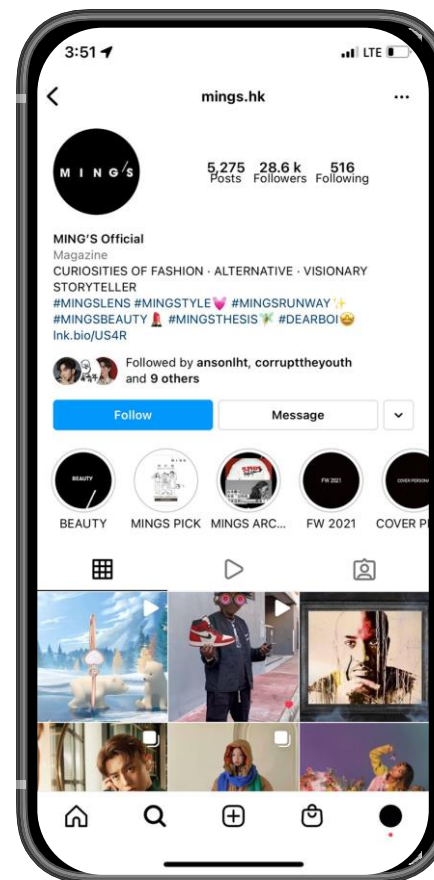 3:51
LTE
mings.hk
MING'S
5,275 28.6 k 516
Posts Followers Following
MING'S Official
Magazine
CURIOSITIES OF FASHION · ALTERNATIVE · VISIONARY
STORYTELLER
#MINGSLENS #MINGSTYLE💓 #MINGSRUNWAY✨
#MINGSBEAUTY💄 #MINGSTHESIS🧚 #DEARBOI🤩
lnk.bio/US4R
Followed by ansonlht, corrupttheyouth
and 9 others
Follow
Message
BEAUTY
FW 2021
BEAUTY
MINGS PICK
MINGS ARC...
FW 2021
COVER P